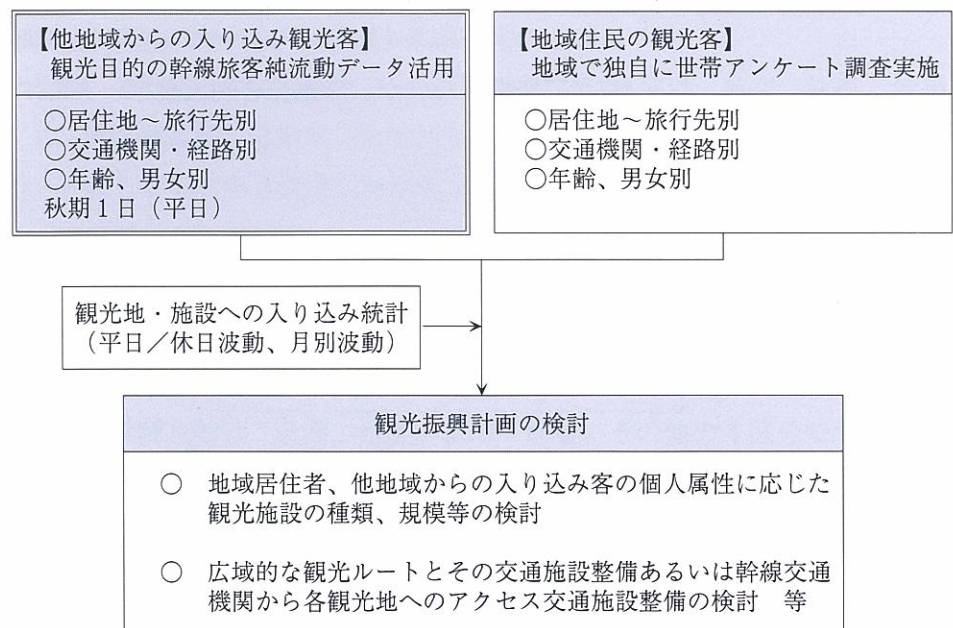 【他地域からの入り込み観光客】
観光目的の幹線旅客純流動データ活用
○居住地～旅行先別
○交通機関・経路別
○年齢、男女別
秋期1日（平日）
【地域住民の観光客】
地域で独自に世帯アンケート調査実施
○居住地～旅行先別
○交通機関・経路別
○年齢、男女別
観光地・施設への入り込み統計
（平日／休日波動、月別波動）
観光振興計画の検討
○ 地域居住者、他地域からの入り込み客の個人属性に応じた
観光施設の種類、規模等の検討
○ 広域的な観光ルートとその交通施設整備あるいは幹線交通
機関から各観光地へのアクセス交通施設整備の検討 等